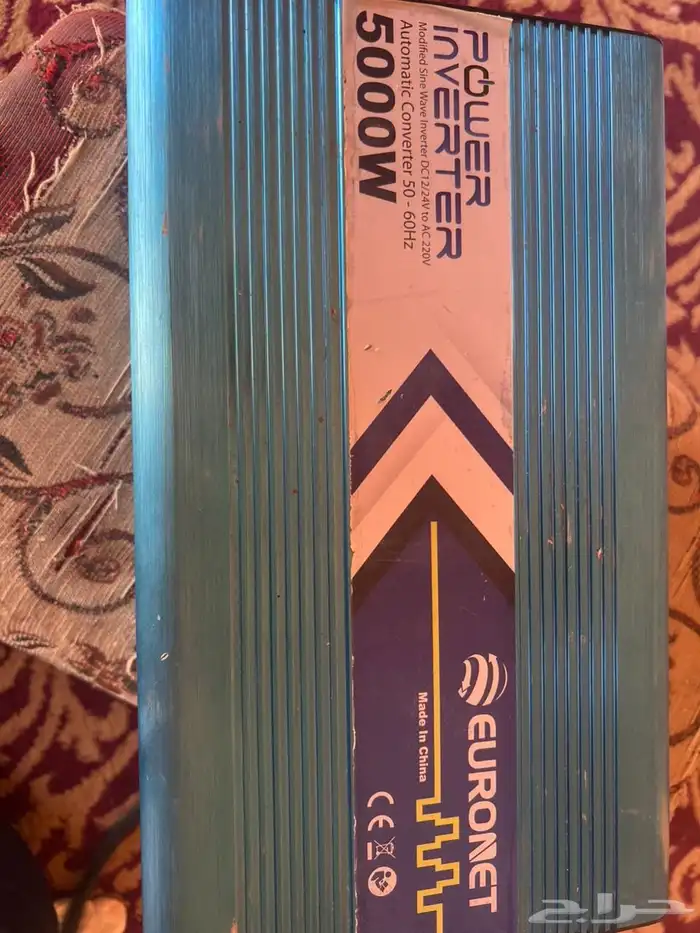 POWER
INVERTER
Modified Sine Wave Inverter DC12/24V to AC 220V
Automatic Converter 50 - 60Hz
5000W
EURONET
Made In China
CE
حراج